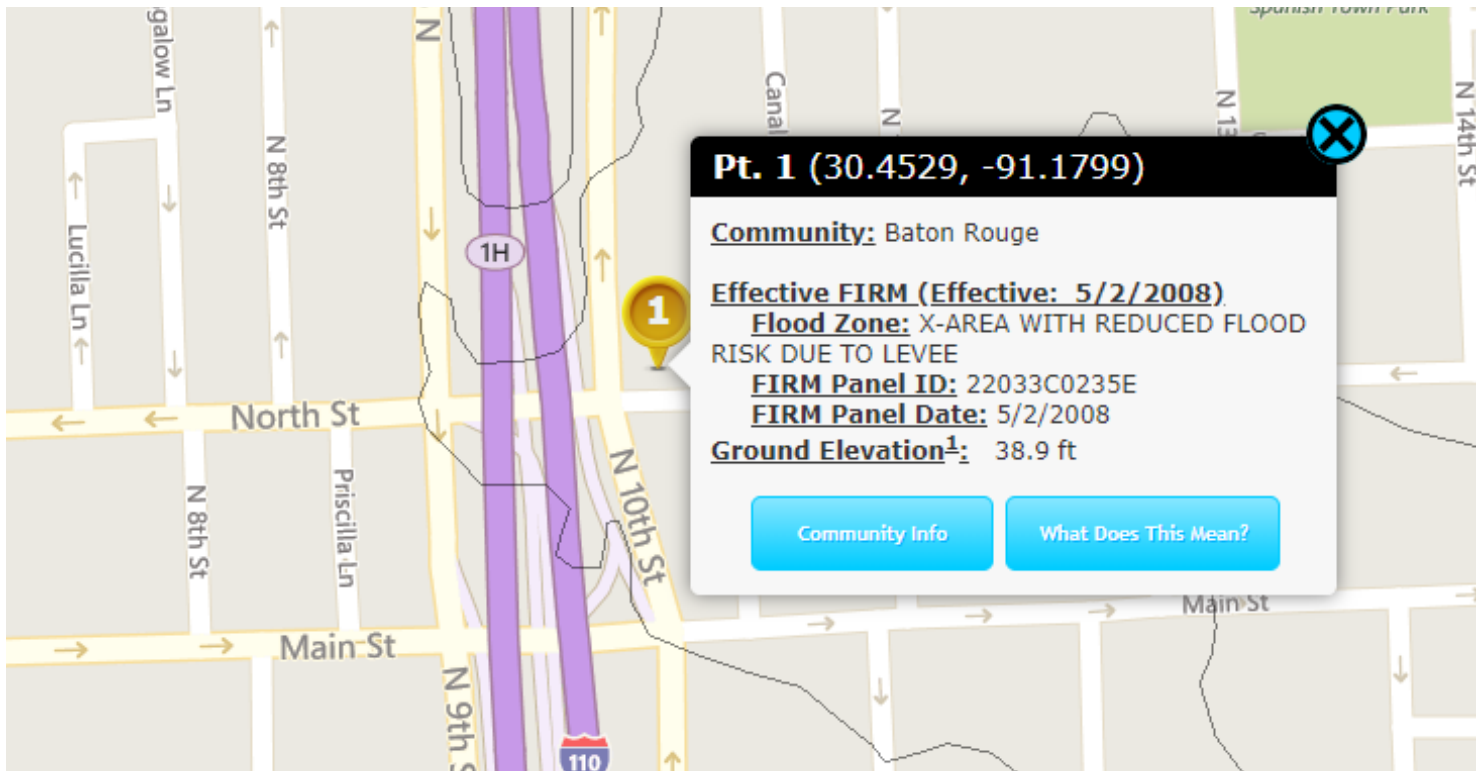 Spanish Town Park
N
Canal
N
N 13
N 14th St
N 8th St
Lucilla Ln
1H
1
Pt. 1 (30.4529, -91.1799)
Community: Baton Rouge
Effective FIRM (Effective: 5/2/2008)
Flood Zone: X-AREA WITH REDUCED FLOOD
RISK DUE TO LEVEE
FIRM Panel ID: 22033C0235E
FIRM Panel Date: 5/2/2008
Ground Elevation1: 38.9 ft
Community Info
What Does This Mean?
North St
N 8th St
Priscilla Ln
N 10th St
Main St
Main St
N 9th S
110